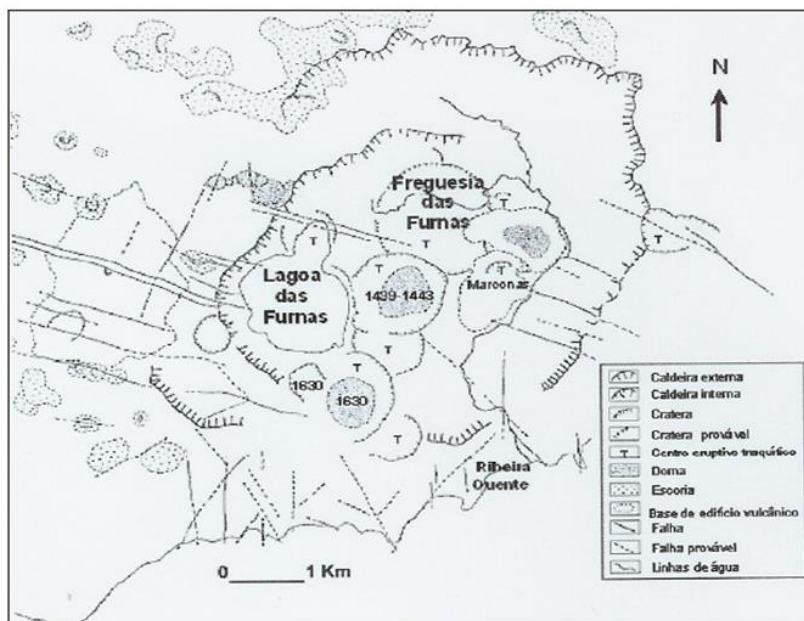 N
Freguesia
das
Furnas
T
T
T
Lagoa
das
Furnas
T
T
1439-1443
T
Maroonas
T
T
1630
1630
T
T
Ribeira
Quente
0 1 Km
Caldeira externa
Caldeira interna
Cratera
Cratera provável
T Centro eruptivo traquítico
Doma
Escoria
Base de edifício vulcânico
Falha
Falha provável
Linhas de água